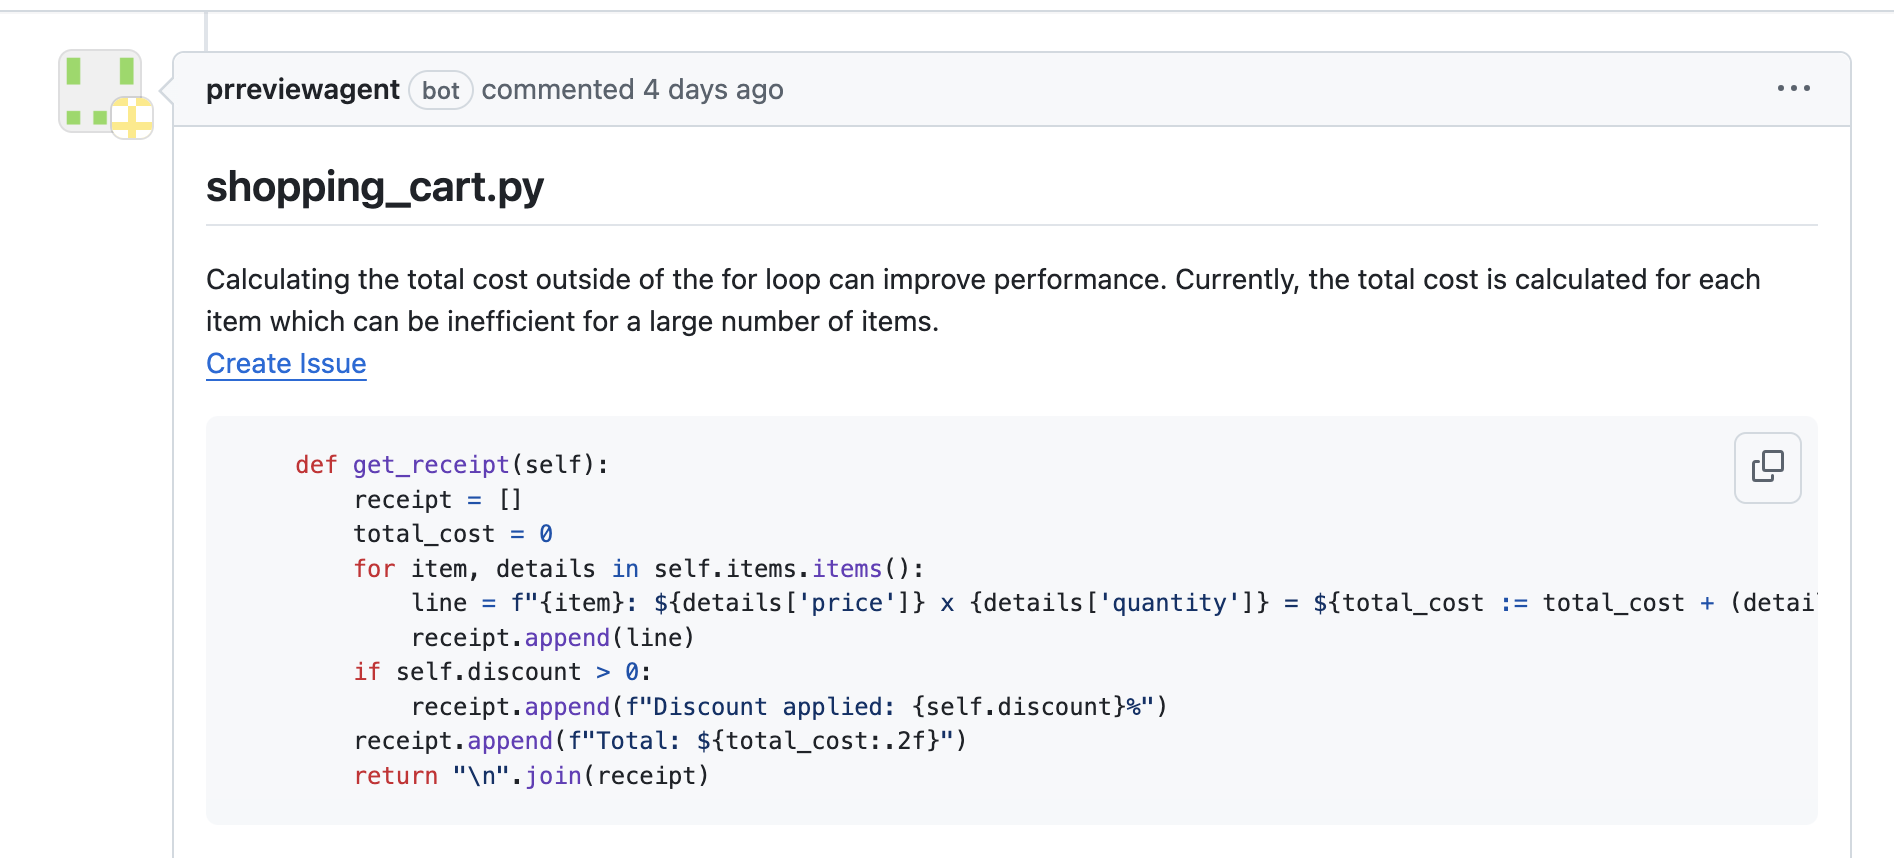 prreviewagent bot commented 4 days ago
shopping_cart.py
Calculating the total cost outside of the for loop can improve performance. Currently, the total cost is calculated for each
item which can be inefficient for a large number of items.
Create Issue
def get_receipt(self):
    receipt = []
    total_cost = 0
    for item, details in self.items.items():
        line = f"{item}: ${details['price']} x {details['quantity']} = ${total_cost := total_cost + (detai
        receipt.append(line)
    if self.discount > 0:
        receipt.append(f"Discount applied: {self.discount}%")
    receipt.append(f"Total: ${total_cost:.2f}")
    return "\n".join(receipt)